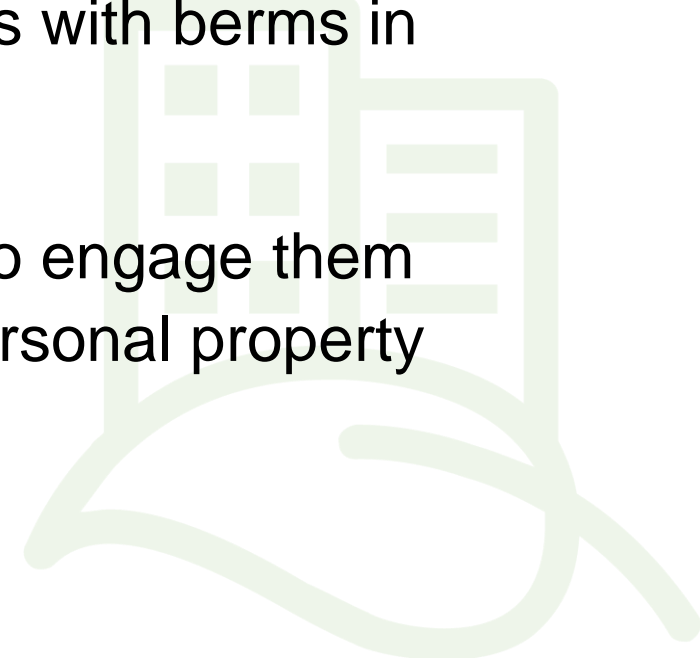 s with berms in
o engage them
rsonal property